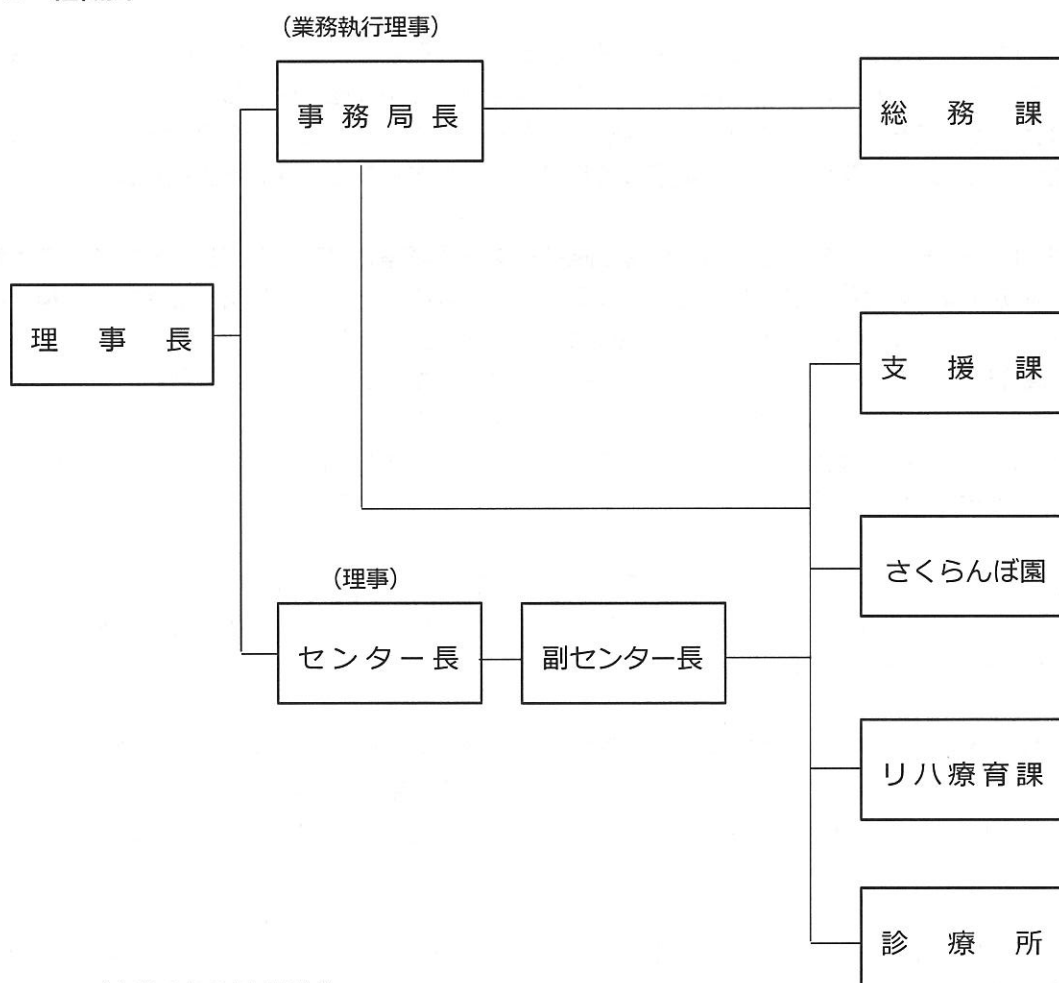 （業務執行理事）
事務局長
総務課
理事長
支援課
さくらんぼ園
（理事）
センター長
副センター長
リハ療育課
診療所